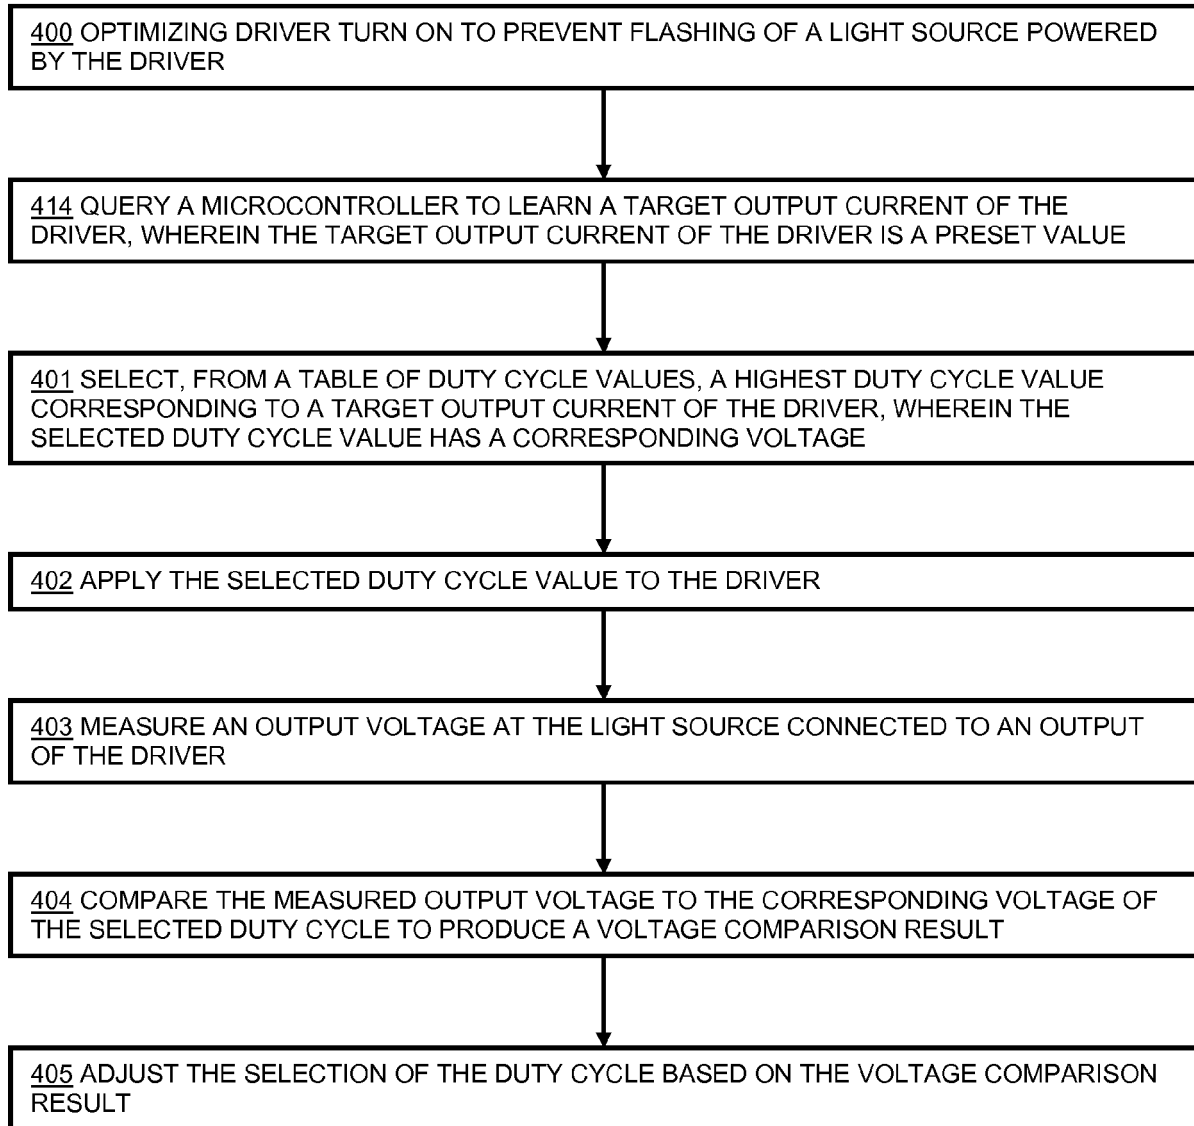 400 OPTIMIZING DRIVER TURN ON TO PREVENT FLASHING OF A LIGHT SOURCE POWERED
BY THE DRIVER
414 QUERY A MICROCONTROLLER TO LEARN A TARGET OUTPUT CURRENT OF THE
DRIVER, WHEREIN THE TARGET OUTPUT CURRENT OF THE DRIVER IS A PRESET VALUE
401 SELECT, FROM A TABLE OF DUTY CYCLE VALUES, A HIGHEST DUTY CYCLE VALUE
CORRESPONDING TO A TARGET OUTPUT CURRENT OF THE DRIVER, WHEREIN THE
SELECTED DUTY CYCLE VALUE HAS A CORRESPONDING VOLTAGE
402 APPLY THE SELECTED DUTY CYCLE VALUE TO THE DRIVER
403 MEASURE AN OUTPUT VOLTAGE AT THE LIGHT SOURCE CONNECTED TO AN OUTPUT
OF THE DRIVER
404 COMPARE THE MEASURED OUTPUT VOLTAGE TO THE CORRESPONDING VOLTAGE OF
THE SELECTED DUTY CYCLE TO PRODUCE A VOLTAGE COMPARISON RESULT
405 ADJUST THE SELECTION OF THE DUTY CYCLE BASED ON THE VOLTAGE COMPARISON
RESULT